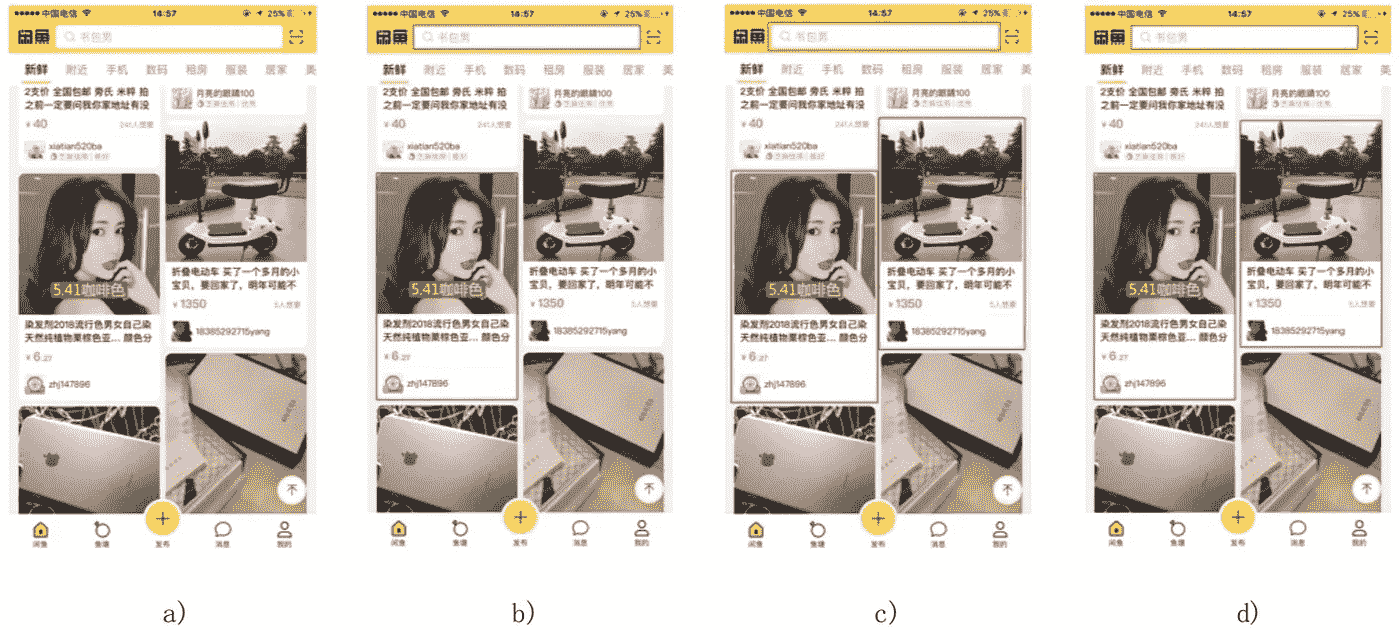 中国电信 14:57 25%
闲鱼 书包男
新鲜 附近 手机 数码 租房 服装 居家 美
2支价 全国包邮 旁氏 米粹 拍
之前一定要问我你家地址有没
¥40 241人想要
xiatian520ba
芝麻信用 极好
5.41咖啡色
染发剂2018流行色男女自己染
天然纯植物栗棕色亚... 颜色分
¥6.27
zhj147896
月亮的眼睛100
芝麻信用 优秀
折叠电动车 买了一个多月的小
宝贝，要回家了，明年可能不
¥1350 5人想要
18385292715yang
闲鱼 鱼塘 发布 消息 我的
a)
中国电信 14:57 25%
闲鱼 书包男
新鲜 附近 手机 数码 租房 服装 居家 美
2支价 全国包邮 旁氏 米粹 拍
之前一定要问我你家地址有没
¥40 241人想要
xiatian520ba
芝麻信用 极好
5.41咖啡色
染发剂2018流行色男女自己染
天然纯植物栗棕色亚... 颜色分
¥6.27
zhj147896
月亮的眼睛100
芝麻信用 优秀
折叠电动车 买了一个多月的小
宝贝，要回家了，明年可能不
¥1350 5人想要
18385292715yang
闲鱼 鱼塘 发布 消息 我的
b)
中国电信 14:57 25%
闲鱼 书包男
新鲜 附近 手机 数码 租房 服装 居家 美
2支价 全国包邮 旁氏 米粹 拍
之前一定要问我你家地址有没
¥40 241人想要
xiatian520ba
芝麻信用 极好
5.41咖啡色
染发剂2018流行色男女自己染
天然纯植物栗棕色亚... 颜色分
¥6.27
zhj147896
月亮的眼睛100
芝麻信用 优秀
折叠电动车 买了一个多月的小
宝贝，要回家了，明年可能不
¥1350 5人想要
18385292715yang
闲鱼 鱼塘 发布 消息 我的
c)
中国电信 14:57 25%
闲鱼 书包男
新鲜 附近 手机 数码 租房 服装 居家 美
2支价 全国包邮 旁氏 米粹 拍
之前一定要问我你家地址有没
¥40 241人想要
xiatian520ba
芝麻信用 极好
5.41咖啡色
染发剂2018流行色男女自己染
天然纯植物栗棕色亚... 颜色分
¥6.27
zhj147896
月亮的眼睛100
芝麻信用 优秀
折叠电动车 买了一个多月的小
宝贝，要回家了，明年可能不
¥1350 5人想要
18385292715yang
闲鱼 鱼塘 发布 消息 我的
d)